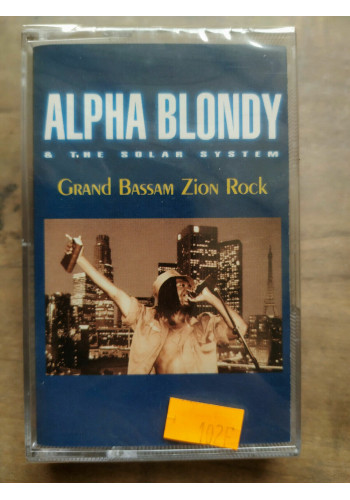 ALPHA BLONDY
& THE SOLAR SYSTEM
GRAND BASSAM ZION ROCK